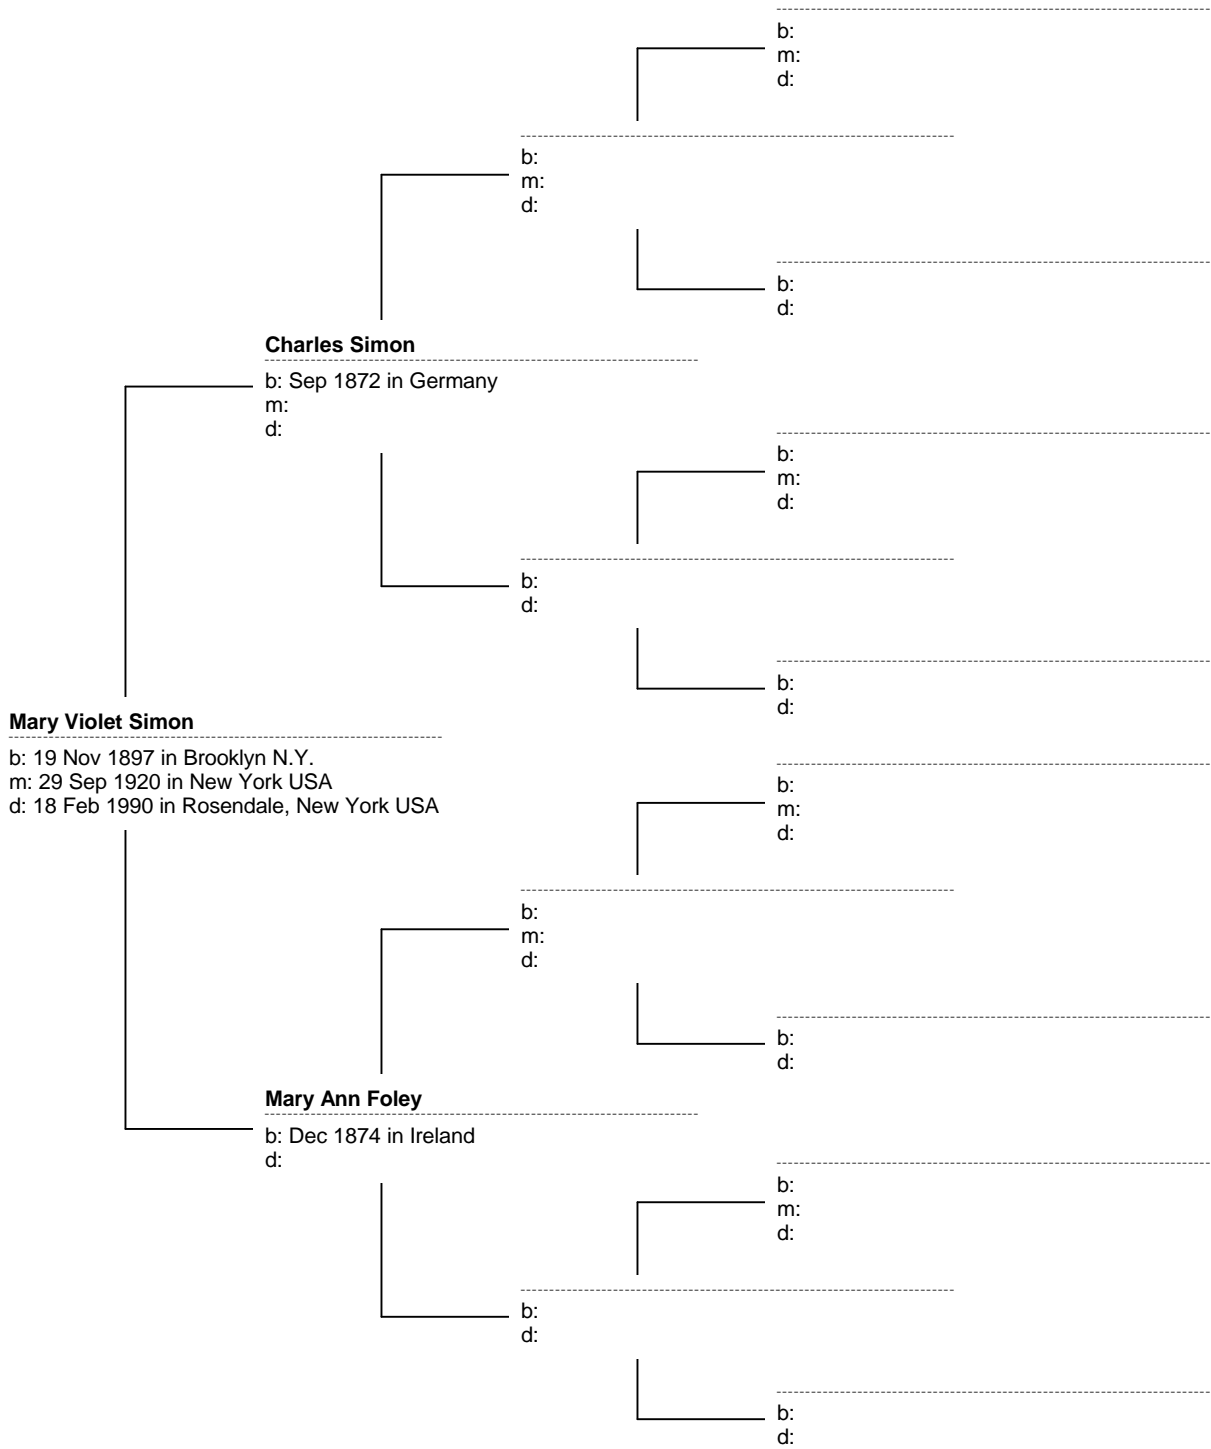 b:
m:
d:
b:
m:
d:
b:
d:
Charles Simon
b: Sep 1872 in Germany
m:
d:
b:
m:
d:
b:
d:
b:
d:
Mary Violet Simon
b: 19 Nov 1897 in Brooklyn N.Y.
m: 29 Sep 1920 in New York USA
d: 18 Feb 1990 in Rosendale, New York USA
b:
m:
d:
b:
m:
d:
b:
d:
Mary Ann Foley
b: Dec 1874 in Ireland
d:
b:
m:
d:
b:
d:
b:
d: